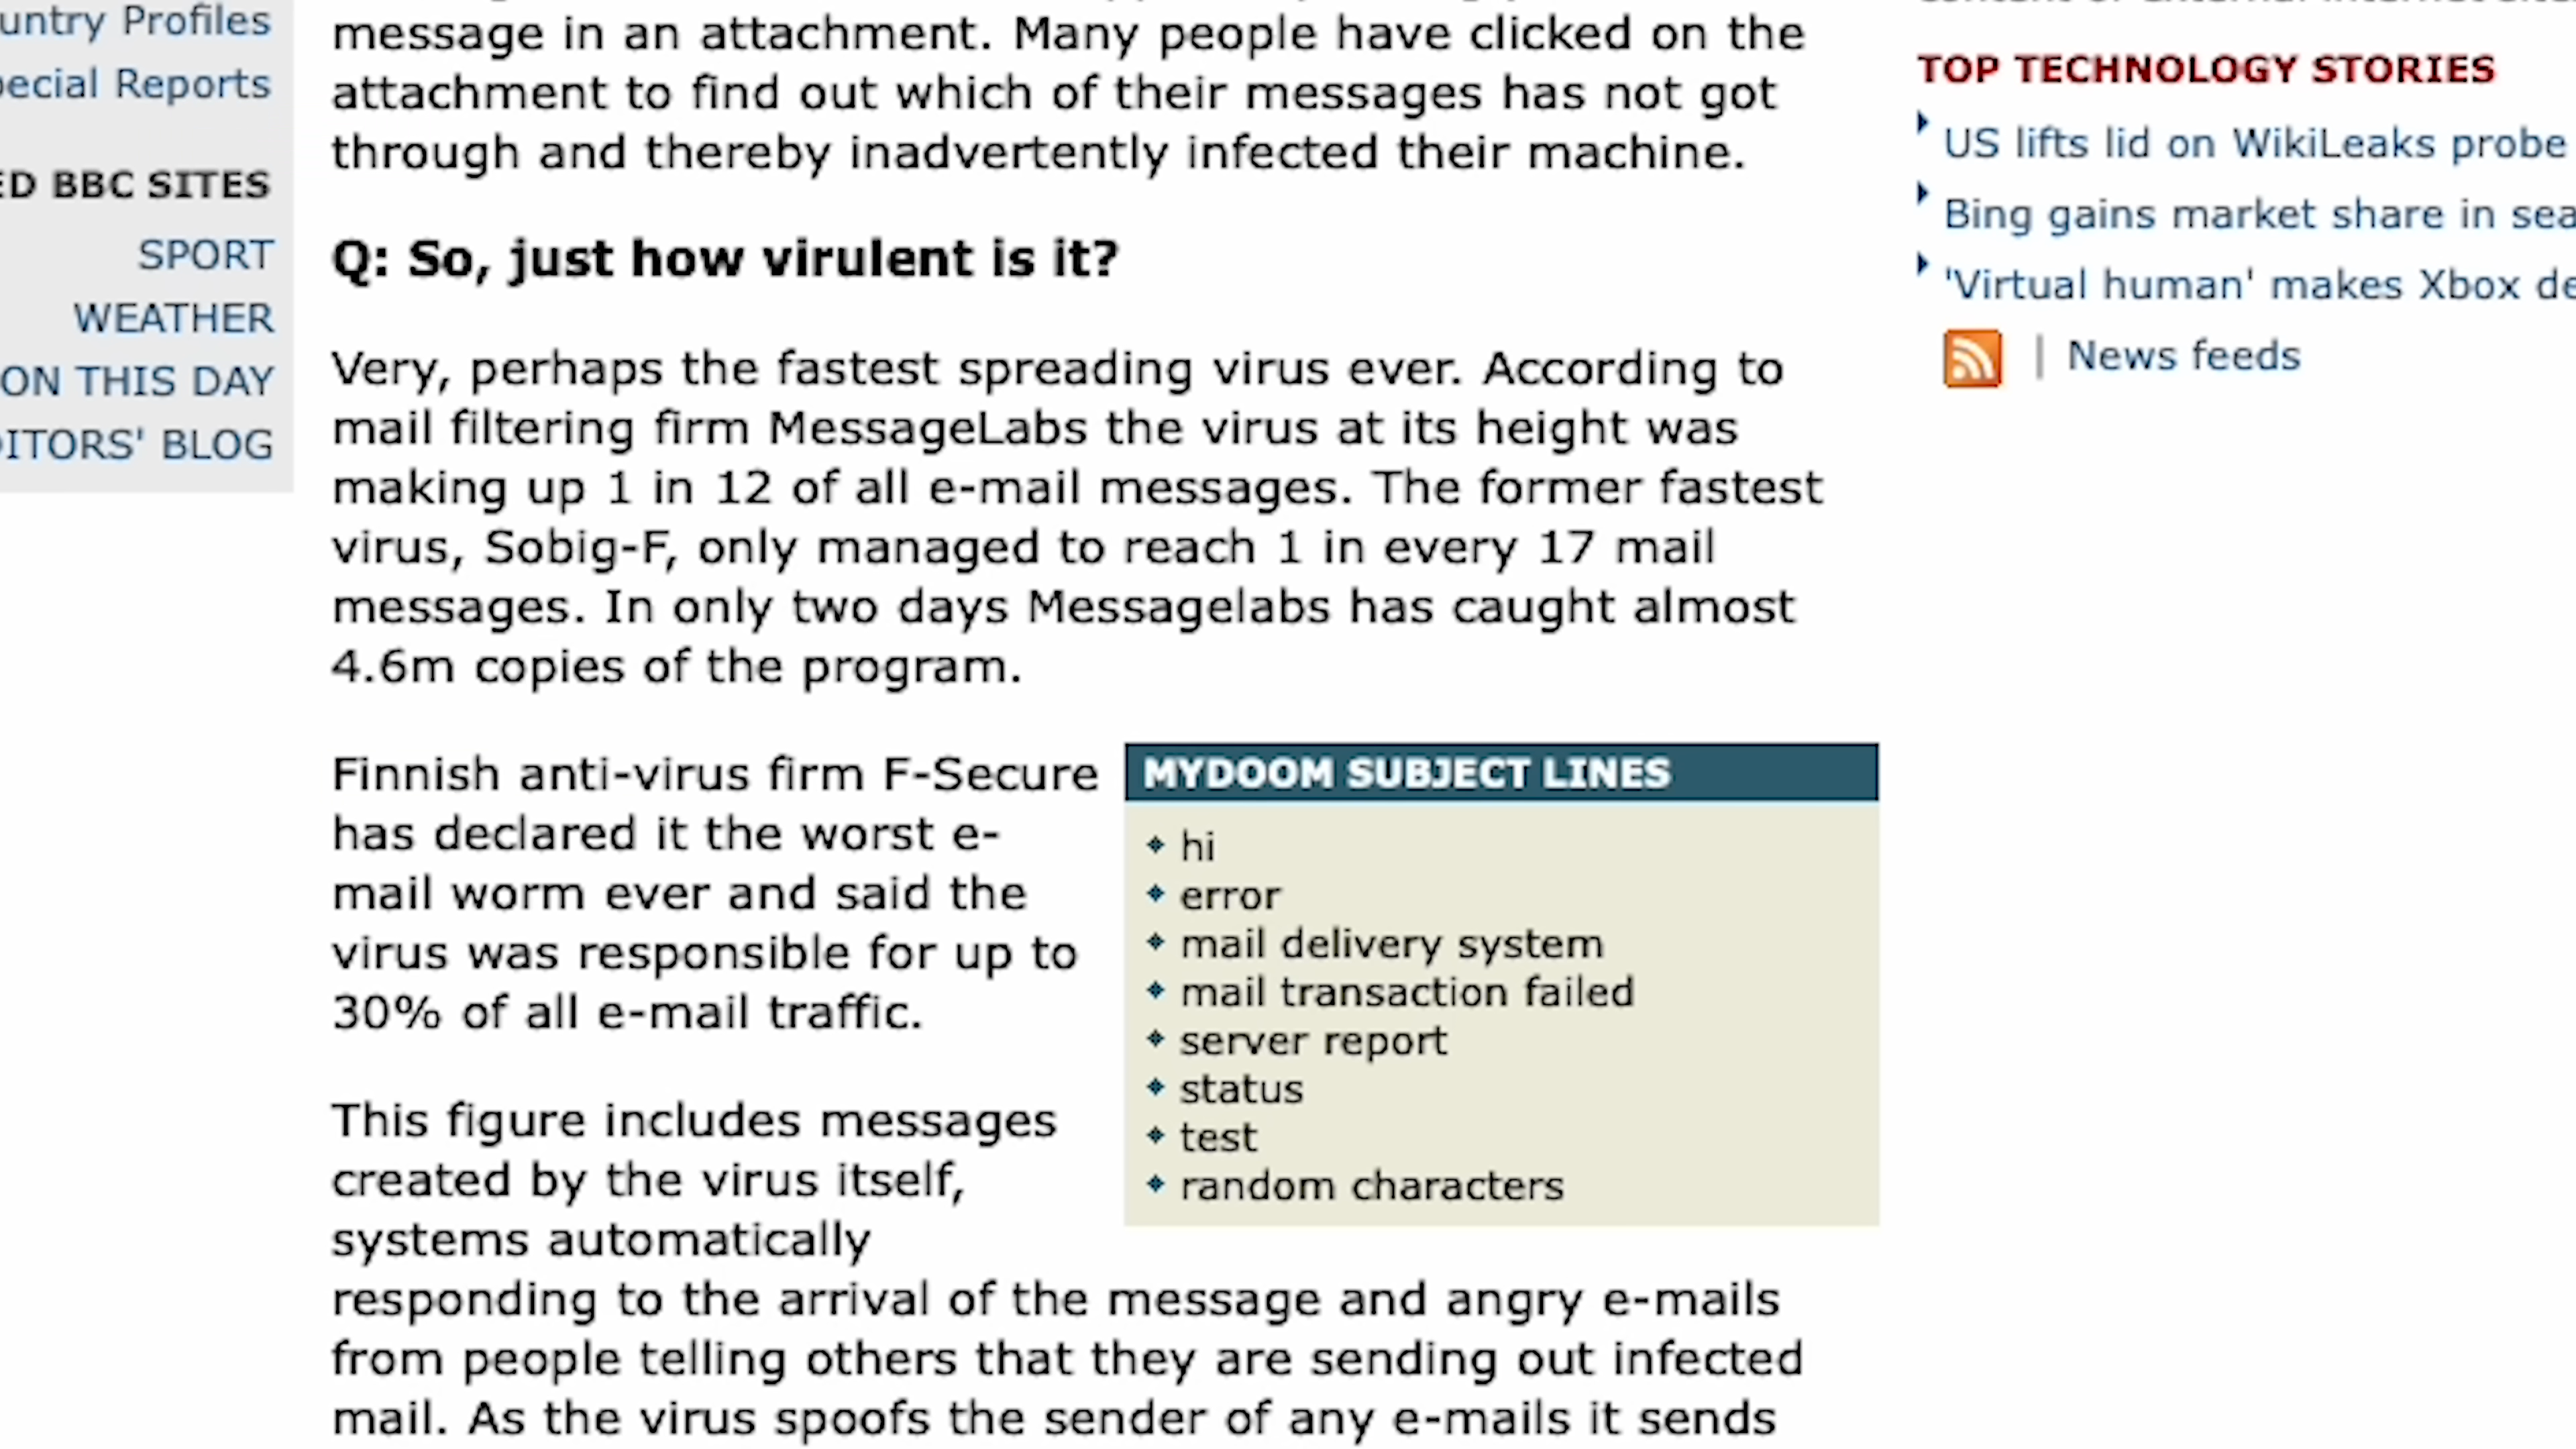 untry Profiles
pecial Reports
ED BBC SITES
SPORT
WEATHER
ON THIS DAY
DITORS' BLOG
message in an attachment. Many people have clicked on the
attachment to find out which of their messages has not got
through and thereby inadvertently infected their machine.
Q: So, just how virulent is it?
Very, perhaps the fastest spreading virus ever. According to
mail filtering firm MessageLabs the virus at its height was
making up 1 in 12 of all e-mail messages. The former fastest
virus, Sobig-F, only managed to reach 1 in every 17 mail
messages. In only two days Messagelabs has caught almost
4.6m copies of the program.
Finnish anti-virus firm F-Secure
has declared it the worst e-
mail worm ever and said the
virus was responsible for up to
30% of all e-mail traffic.
This figure includes messages
created by the virus itself,
systems automatically
responding to the arrival of the message and angry e-mails
from people telling others that they are sending out infected
mail. As the virus spoofs the sender of any e-mails it sends
MYDOOM SUBJECT LINES
hi
error
mail delivery system
mail transaction failed
server report
status
test
random characters
TOP TECHNOLOGY STORIES
US lifts lid on WikiLeaks probe
Bing gains market share in sea
'Virtual human' makes Xbox de
| News feeds